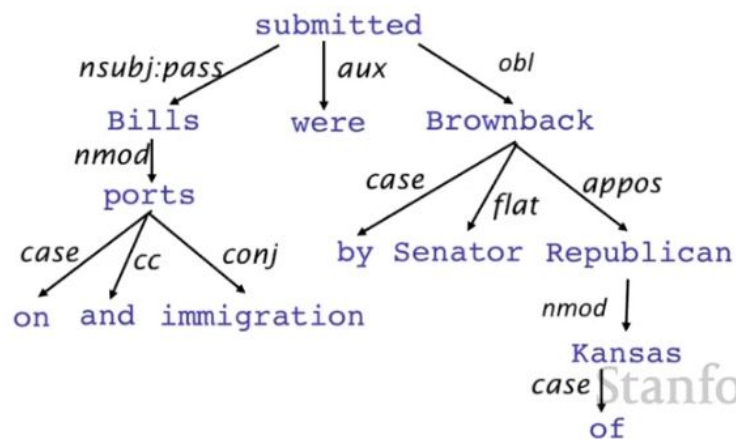 submitted
nsubj:pass aux obl
Bills were Brownback
nmod
ports
case flat appos
case cc conj
by Senator Republican
on and immigration
nmod
Kansas
case
of